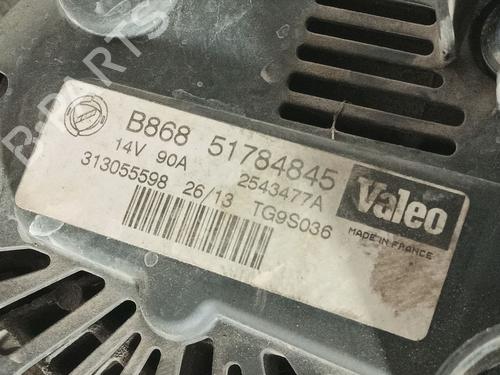 B-PARTS
B868 51784845
14V 90A 2543477A
313055598 26/13 TG9S036
Valeo
MADE IN FRANCE